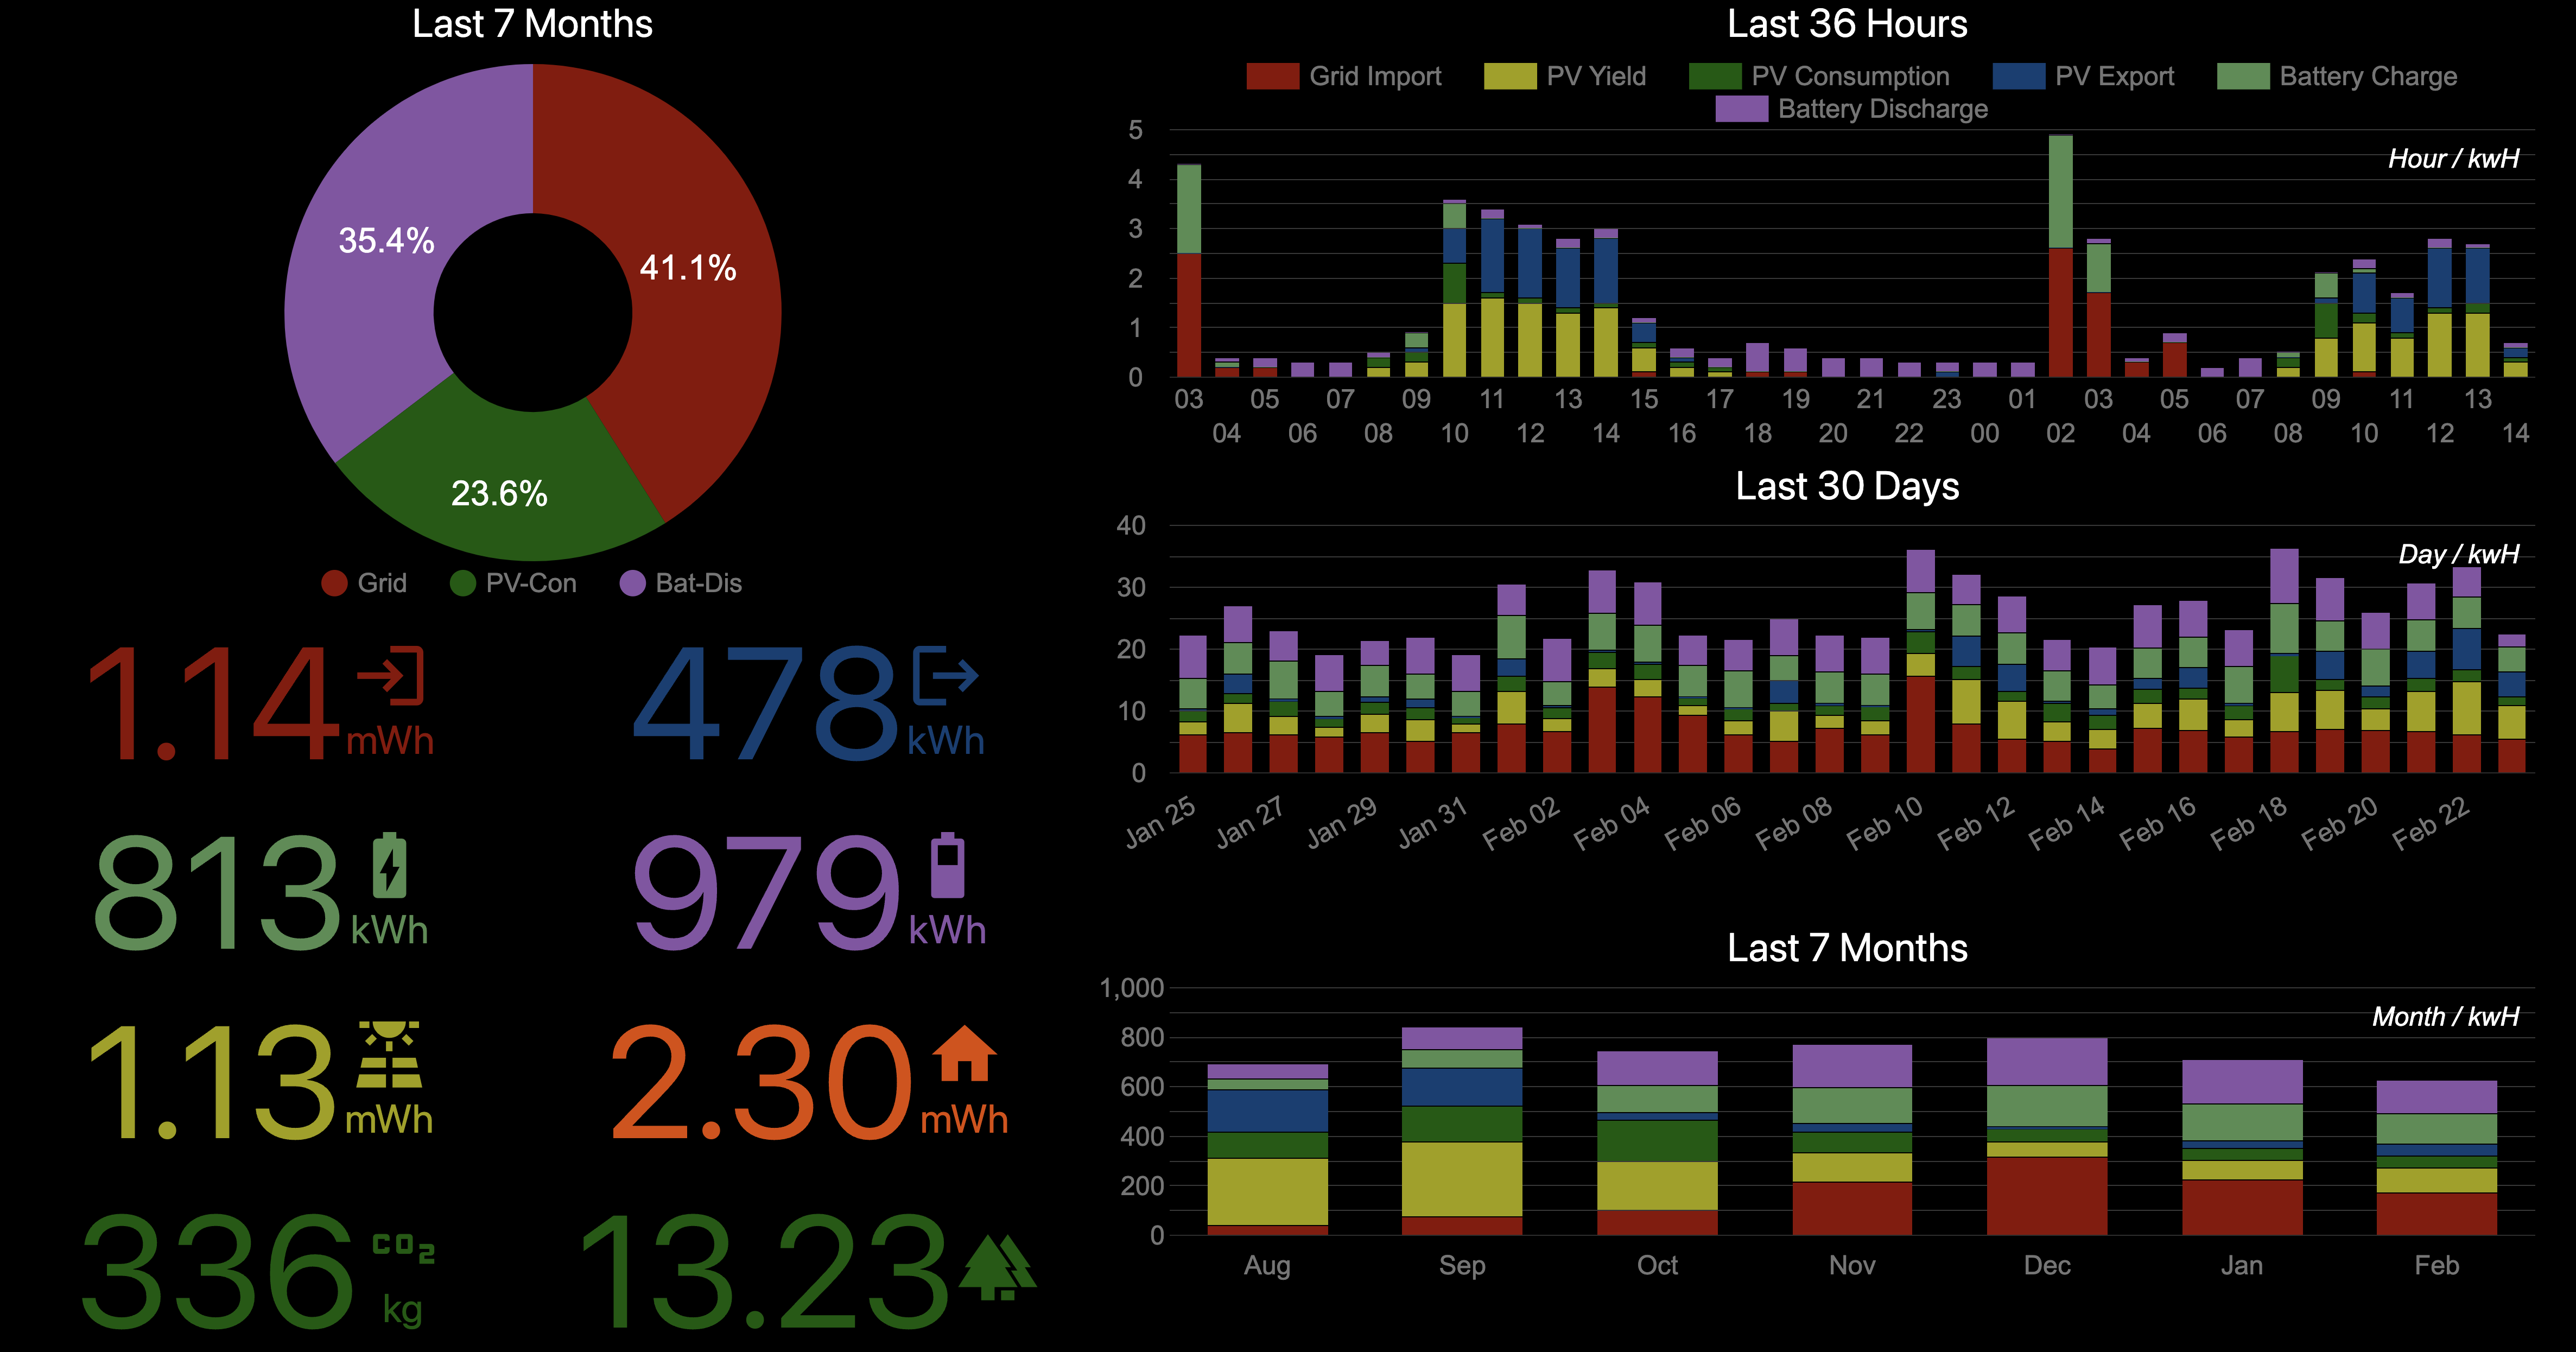 Last 7 Months
35.4%
41.1%
23.6%
Grid PV-Con Bat-Dis
1.14 mWh
478 kWh
813 kWh
979 kWh
1.13 mWh
2.30 mWh
336 CO2 kg
13.23
Last 36 Hours
Grid Import PV Yield PV Consumption PV Export Battery Charge
Battery Discharge
Hour / kwH
5
4
3
2
1
0
03 05 07 09 11 13 15 17 19 21 23 01 03 05 07 09 11 13
04 06 08 10 12 14 16 18 20 22 00 02 04 06 08 10 12 14
Last 30 Days
Day / kwH
40
30
20
10
0
Jan 25 Jan 27 Jan 29 Jan 31 Feb 02 Feb 04 Feb 06 Feb 08 Feb 10 Feb 12 Feb 14 Feb 16 Feb 18 Feb 20 Feb 22
Last 7 Months
Month / kwH
1,000
800
600
400
200
0
Aug Sep Oct Nov Dec Jan Feb